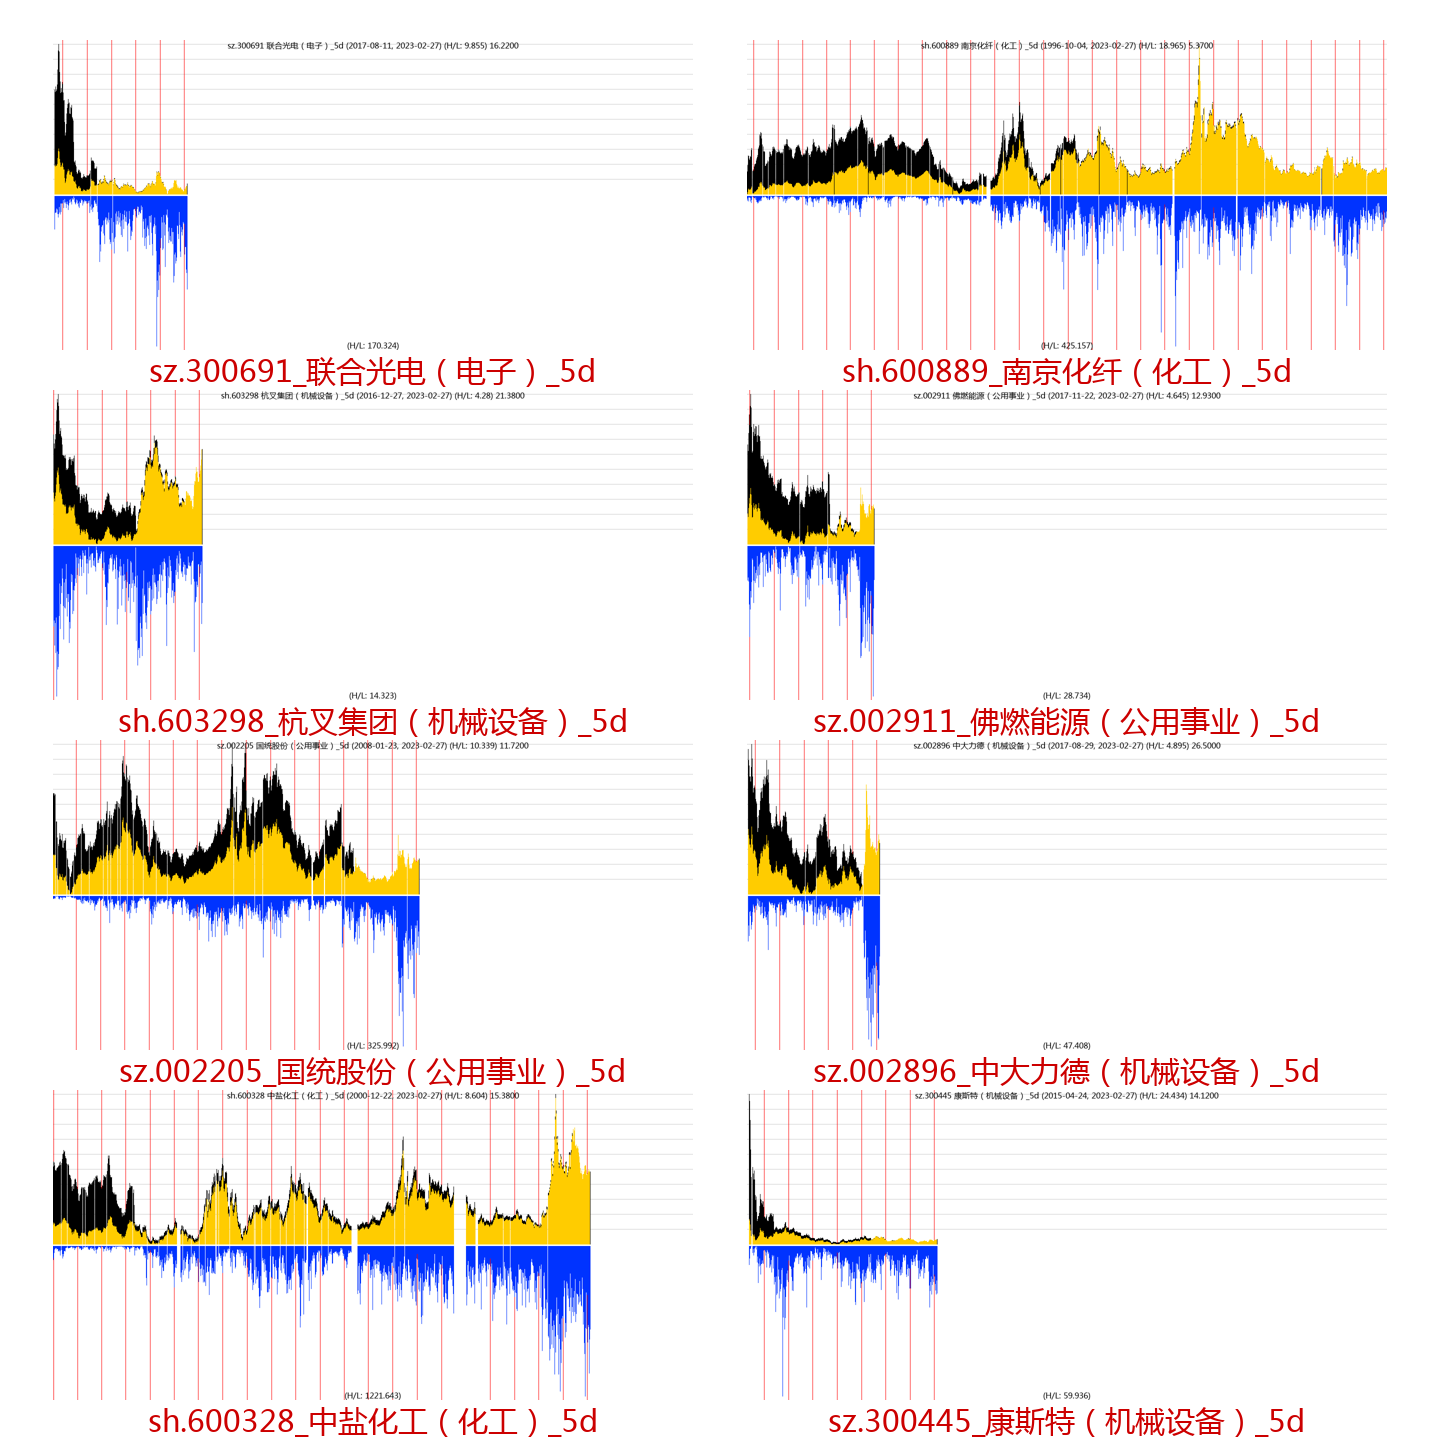 sz.300691 联合光电（电子）_5d (2017-08-11, 2023-02-27) (H/L: 9.855) 16.2200
(H/L: 170.324)
sz.300691_联合光电（电子）_5d
sh.600889 南京化纤（化工）_5d (1996-10-04, 2023-02-27) (H/L: 18.965) 5.3700
(H/L: 425.157)
sh.600889_南京化纤（化工）_5d
sh.603298 杭叉集团（机械设备）_5d (2016-12-27, 2023-02-27) (H/L: 4.28) 21.3800
(H/L: 14.323)
sh.603298_杭叉集团（机械设备）_5d
sz.002911 佛燃能源（公用事业）_5d (2017-11-22, 2023-02-27) (H/L: 4.645) 12.9300
(H/L: 28.734)
sz.002911_佛燃能源（公用事业）_5d
sz.002205 国统股份（公用事业）_5d (2008-01-23, 2023-02-27) (H/L: 10.339) 11.7200
(H/L: 325.992)
sz.002205_国统股份（公用事业）_5d
sz.002896 中大力德（机械设备）_5d (2017-08-29, 2023-02-27) (H/L: 4.895) 26.5000
(H/L: 47.408)
sz.002896_中大力德（机械设备）_5d
sh.600328 中盐化工（化工）_5d (2000-12-22, 2023-02-27) (H/L: 8.604) 15.3800
(H/L: 1221.643)
sh.600328_中盐化工（化工）_5d
sz.300445 康斯特（机械设备）_5d (2015-04-24, 2023-02-27) (H/L: 24.434) 14.1200
(H/L: 59.936)
sz.300445_康斯特（机械设备）_5d